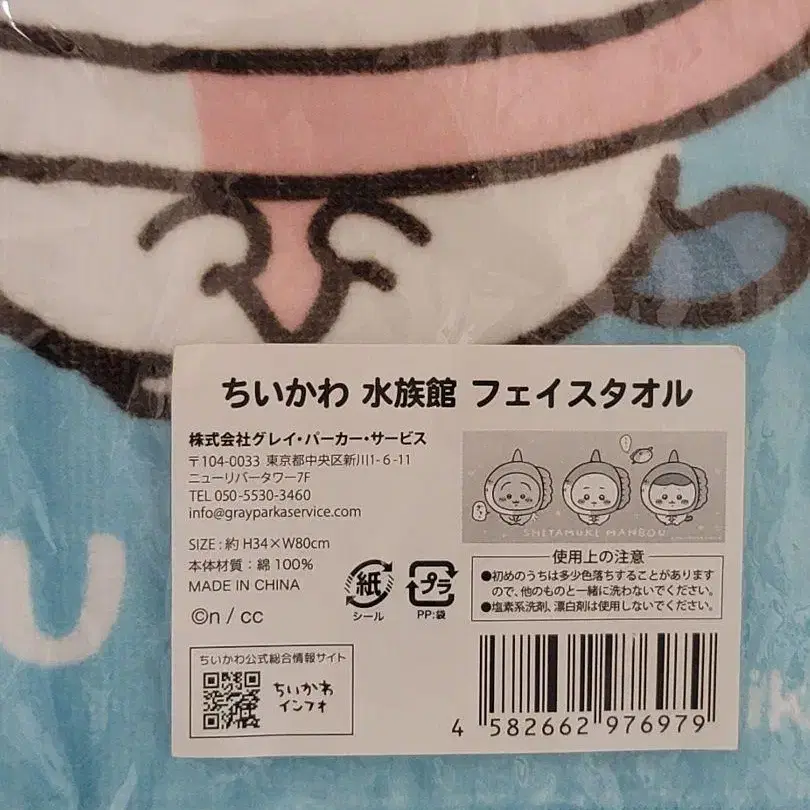 ちいかわ 水族館 フェイスタオル
株式会社グレイ・パーカー・サービス
〒104-0033 東京都中央区新川1-6-11
ニューリバータワー7F
TEL 050-5530-3460
info@grayparkaservice.com
SIZE : 約 H34×W80cm
本体材質 : 綿 100%
MADE IN CHINA
©n / cc
紙
シール
プラ
PP:袋
SHITAMUKE MANBOU
使用上の注意
●初めのうちは多少色落ちすることがあります
ので、他のものと一緒に洗わないでください。
●塩素系洗剤、漂白剤は使用しないでください。
ちいかわ公式総合情報サイト
ちいかわ
インフォ
4 582662 976979
U
ik